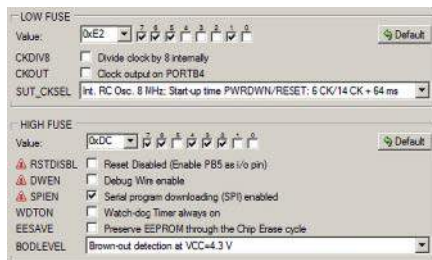 LOW FUSE
Value: 0xE2 7 6 5 4 3 2 1 0 Default
CKDIV8 Divide clock by 8 internally
CKOUT Clock output on PORTB4
SUT_CKSEL Int. RC Osc. 8 MHz; Start-up time PWRDWN/RESET: 6 CK/14 CK + 64 ms
HIGH FUSE
Value: 0xDC 7 6 5 4 3 2 1 0 Default
RSTDISBL Reset Disabled (Enable PB5 as i/o pin)
DWEN Debug Wire enable
SPIEN Serial program downloading (SPI) enabled
WDTON Watch-dog Timer always on
EESAVE Preserve EEPROM through the Chip Erase cycle
BODLEVEL Brown-out detection at VCC=4.3 V